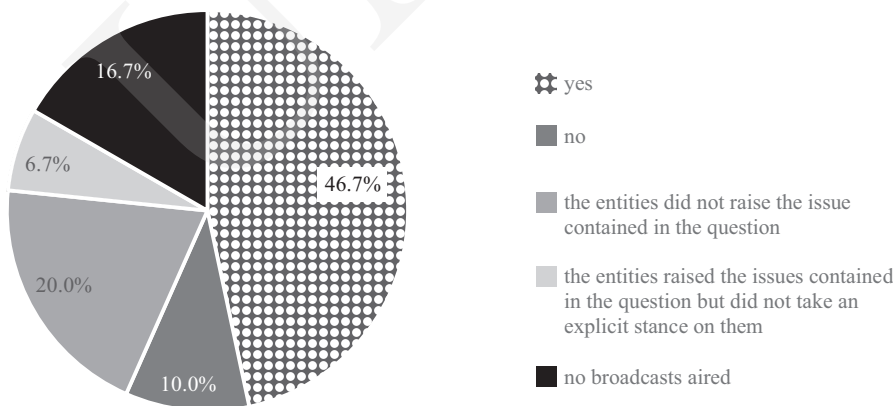 16.7%
6.7%
46.7%
20.0%
10.0%
yes
no
the entities did not raise the issue
contained in the question
the entities raised the issues contained
in the question but did not take an
explicit stance on them
no broadcasts aired